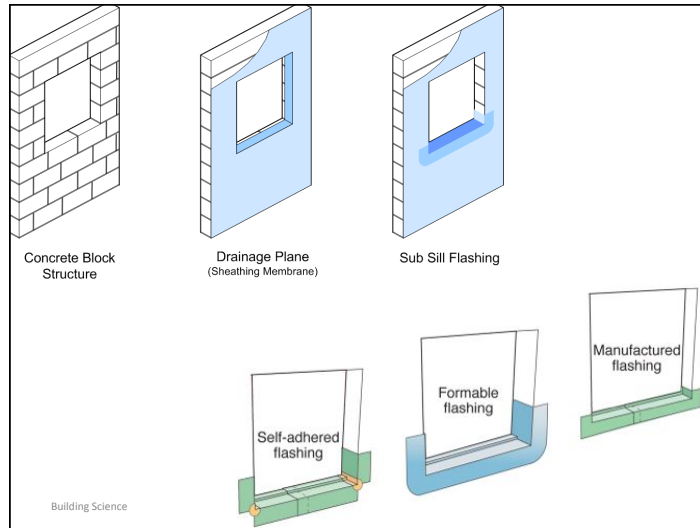 Concrete Block
Structure
Drainage Plane
(Sheathing Membrane)
Sub Sill Flashing
Self-adhered
flashing
Formable
flashing
Manufactured
flashing
Building Science